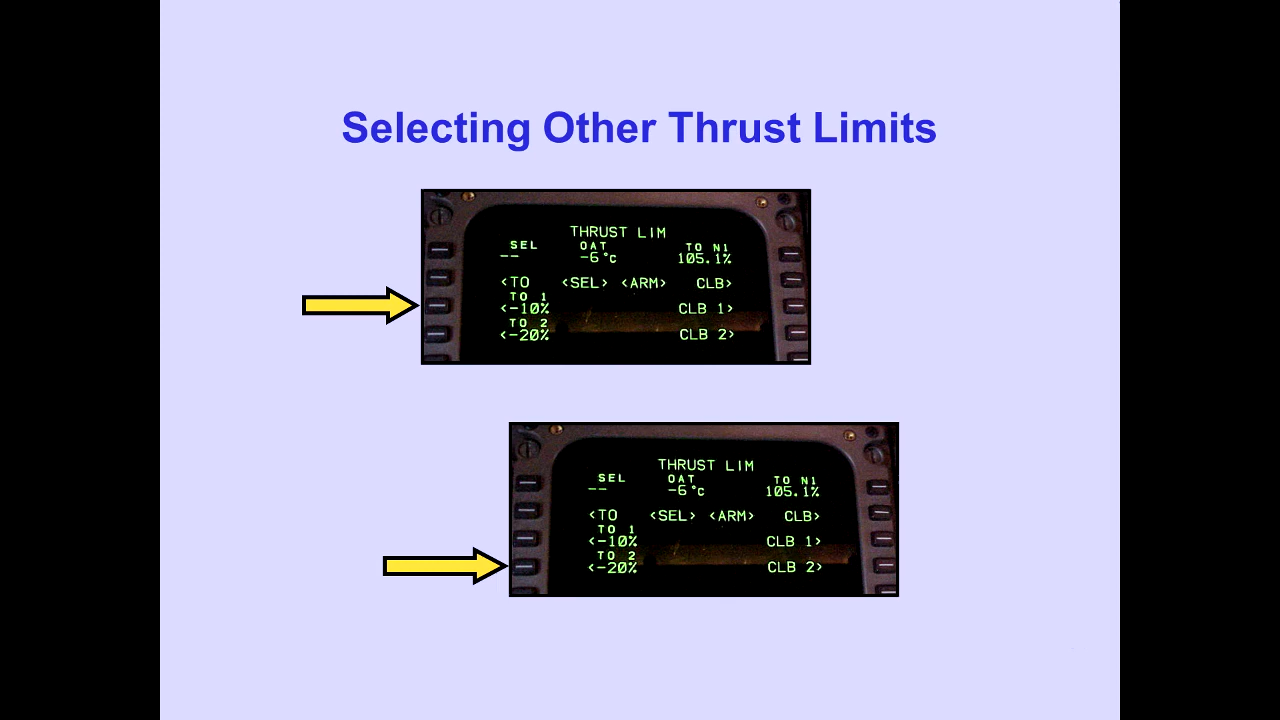 Selecting Other Thrust Limits
THRUST LIM
SEL OAT TO N1
-- -6°C 105.1%
<TO <SEL> <ARM> CLB>
TO 1
<-10% CLB 1>
TO 2
<-20% CLB 2>
THRUST LIM
SEL OAT TO N1
-- -6°C 105.1%
<TO <SEL> <ARM> CLB>
TO 1
<-10% CLB 1>
TO 2
<-20% CLB 2>